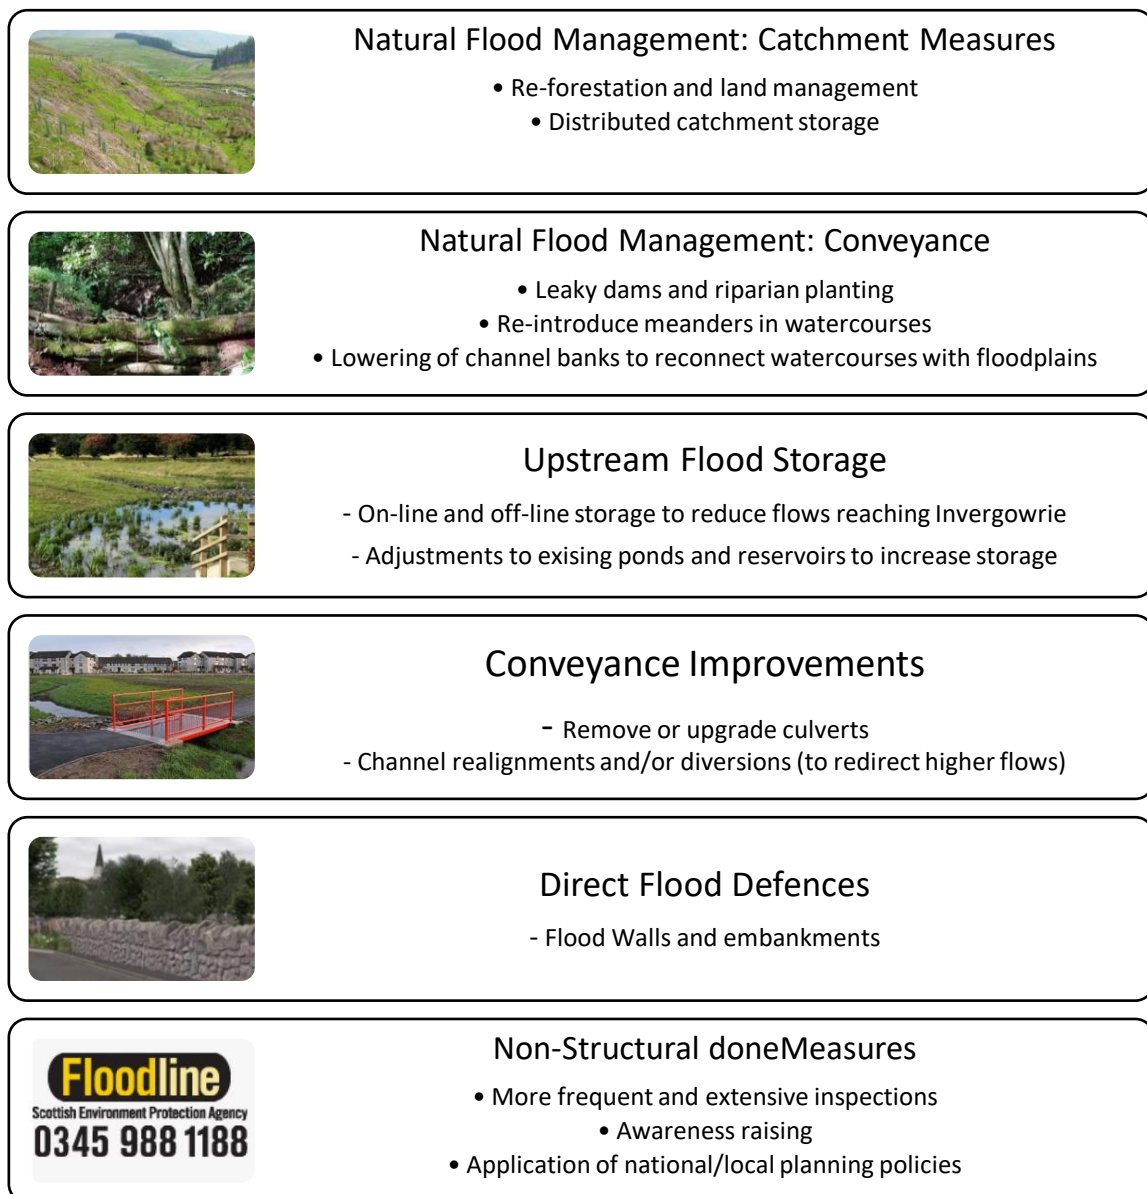 Natural Flood Management: Catchment Measures
• Re-forestation and land management
• Distributed catchment storage
Natural Flood Management: Conveyance
• Leaky dams and riparian planting
• Re-introduce meanders in watercourses
• Lowering of channel banks to reconnect watercourses with floodplains
Upstream Flood Storage
- On-line and off-line storage to reduce flows reaching Invergowrie
- Adjustments to exising ponds and reservoirs to increase storage
Conveyance Improvements
- Remove or upgrade culverts
- Channel realignments and/or diversions (to redirect higher flows)
Direct Flood Defences
- Flood Walls and embankments
Floodline
Scottish Environment Protection Agency
0345 988 1188
Non-Structural doneMeasures
• More frequent and extensive inspections
• Awareness raising
• Application of national/local planning policies